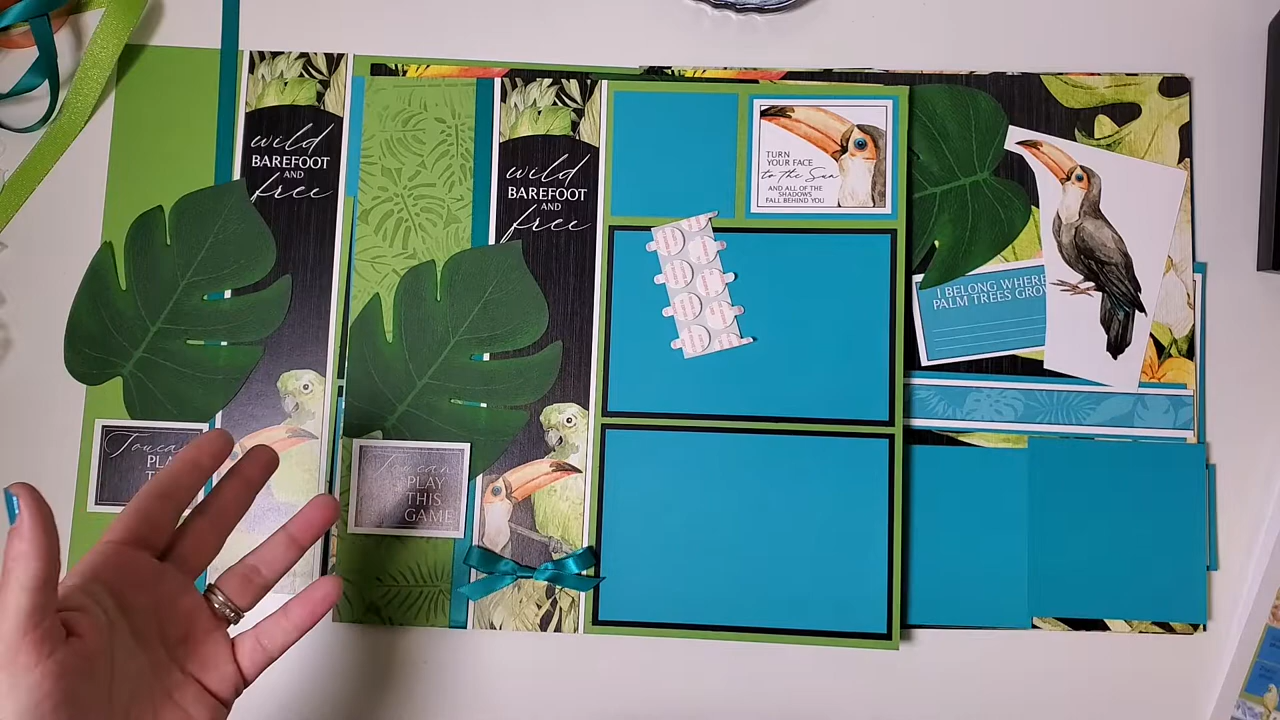 wild
BAREFOOT
AND
free
wild
BAREFOOT
AND
free
TURN
YOUR FACE
to the Sun
AND ALL OF THE
SHADOWS
FALL BEHIND YOU
I BELONG WHERE
PALM TREES GROW
Toucan
PLAY
THIS
GAME